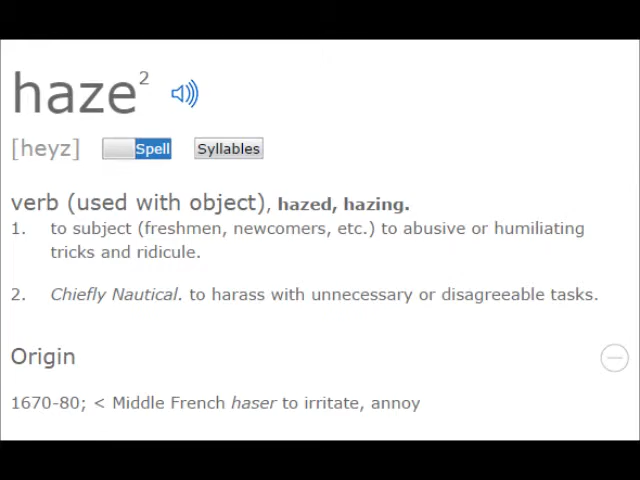 haze2
[heyz] Spell Syllables
verb (used with object), hazed, hazing.
1. to subject (freshmen, newcomers, etc.) to abusive or humiliating
tricks and ridicule.
2. Chiefly Nautical. to harass with unnecessary or disagreeable tasks.
Origin
1670-80; < Middle French haser to irritate, annoy